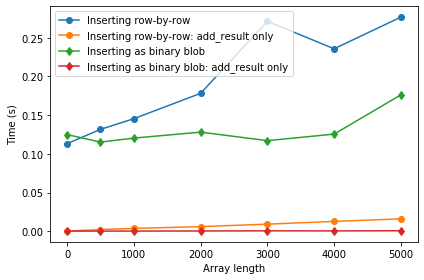 Inserting row-by-row
Inserting row-by-row: add_result only
Inserting as binary blob
Inserting as binary blob: add_result only
Time (s)
0.25
0.20
0.15
0.10
0.05
0.00
0 1000 2000 3000 4000 5000
Array length